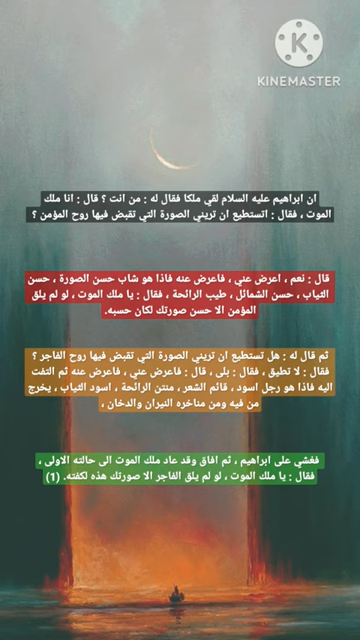 KINEMASTER
ان ابراهيم عليه السلام لقي ملكا فقال له : من انت ؟ قال : انا ملك
الموت ، فقال : اتستطيع ان تريني الصورة التي تقبض فيها روح المؤمن ؟
قال : نعم ، اعرض عني ، فاعرض عنه فاذا هو شاب حسن الصورة ، حسن
الثياب ، حسن الشمائل ، طيب الرائحة ، فقال : يا ملك الموت ، لو لم يلق
المؤمن الا حسن صورتك لكان حسبه.
ثم قال له : هل تستطيع ان تريني الصورة التي تقبض فيها روح الفاجر ؟
فقال : لا تطيق ، فقال : بلى ، قال : فاعرض عني ، فاعرض عنه ثم التفت
اليه فاذا هو رجل اسود ، قائم الشعر ، منتن الرائحة ، اسود الثياب ، يخرج
من فيه ومن مناخره النيران والدخان ،
فغشي على ابراهيم ، ثم افاق وقد عاد ملك الموت الى حالته الاولى ،
فقال : يا ملك الموت ، لو لم يلق الفاجر الا صورتك هذه لكفته. (1)